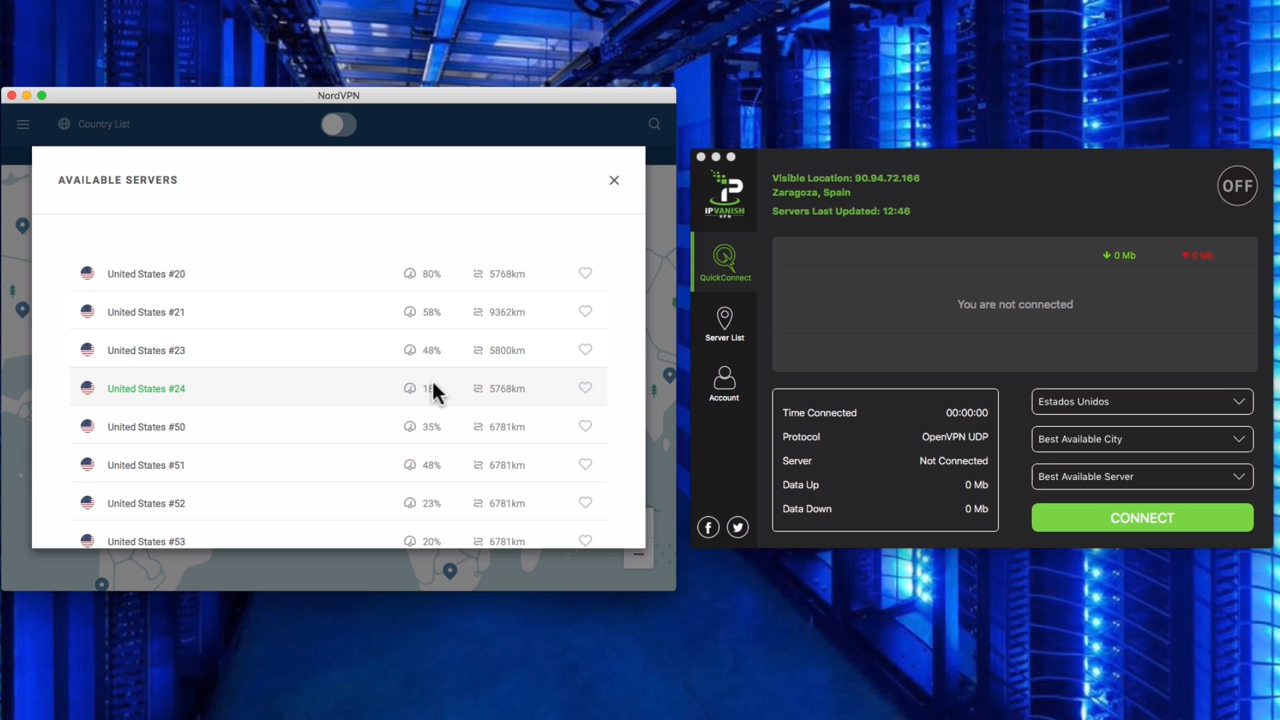 NordVPN
Country List
AVAILABLE SERVERS
United States #20 80% 5768km
United States #21 58% 9362km
United States #23 48% 5800km
United States #24 5768km
United States #50 35% 6781km
United States #51 48% 6781km
United States #52 23% 6781km
United States #53 20% 6781km
IPVANISH
VPN
QuickConnect
Server List
Account
Visible Location: 90.94.72.166
Zaragoza, Spain
Servers Last Updated: 12:46
OFF
0 Mb 0 Mb
You are not connected
Time Connected 00:00:00
Protocol OpenVPN UDP
Server Not Connected
Data Up 0 Mb
Data Down 0 Mb
Estados Unidos
Best Available City
Best Available Server
CONNECT